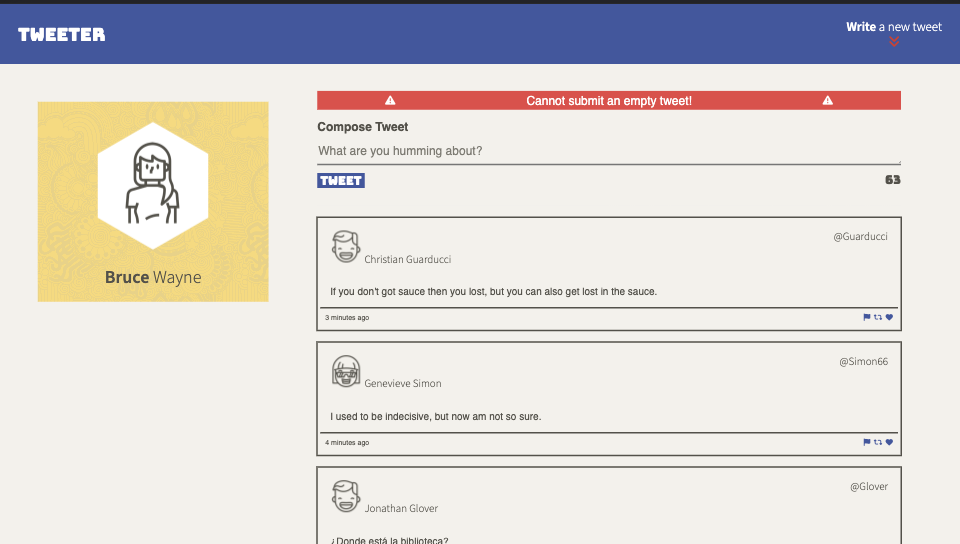 TWEETER
Write a new tweet
Cannot submit an empty tweet!
Compose Tweet
What are you humming about?
TWEET
63
Bruce Wayne
@Guarducci
Christian Guarducci
If you don't got sauce then you lost, but you can also get lost in the sauce.
3 minutes ago
@Simon66
Genevieve Simon
I used to be indecisive, but now am not so sure.
4 minutes ago
@Glover
Jonathan Glover
¿Donde está la biblioteca?